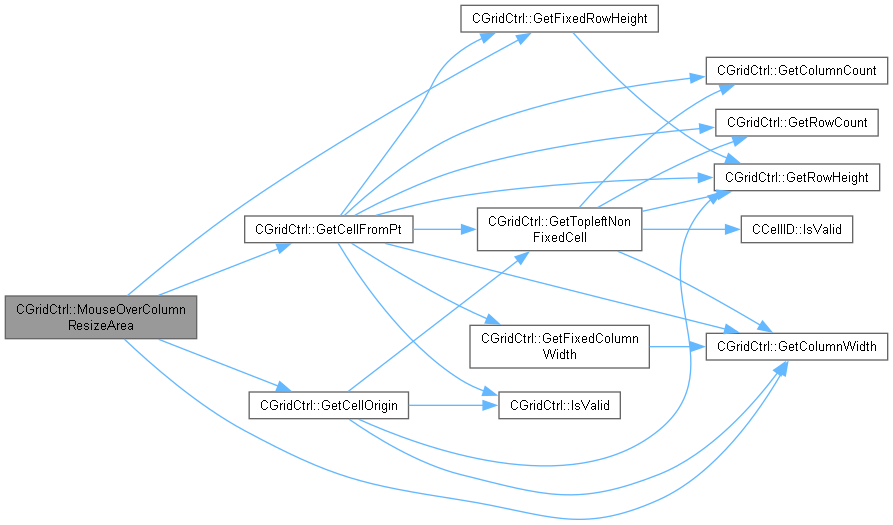 CGridCtrl::GetFixedRowHeight
CGridCtrl::GetColumnCount
CGridCtrl::GetRowCount
CGridCtrl::GetRowHeight
CGridCtrl::GetCellFromPt
CGridCtrl::GetTopleftNon
FixedCell
CCellID::IsValid
CGridCtrl::MouseOverColumn
ResizeArea
CGridCtrl::GetFixedColumn
Width
CGridCtrl::GetColumnWidth
CGridCtrl::GetCellOrigin
CGridCtrl::IsValid